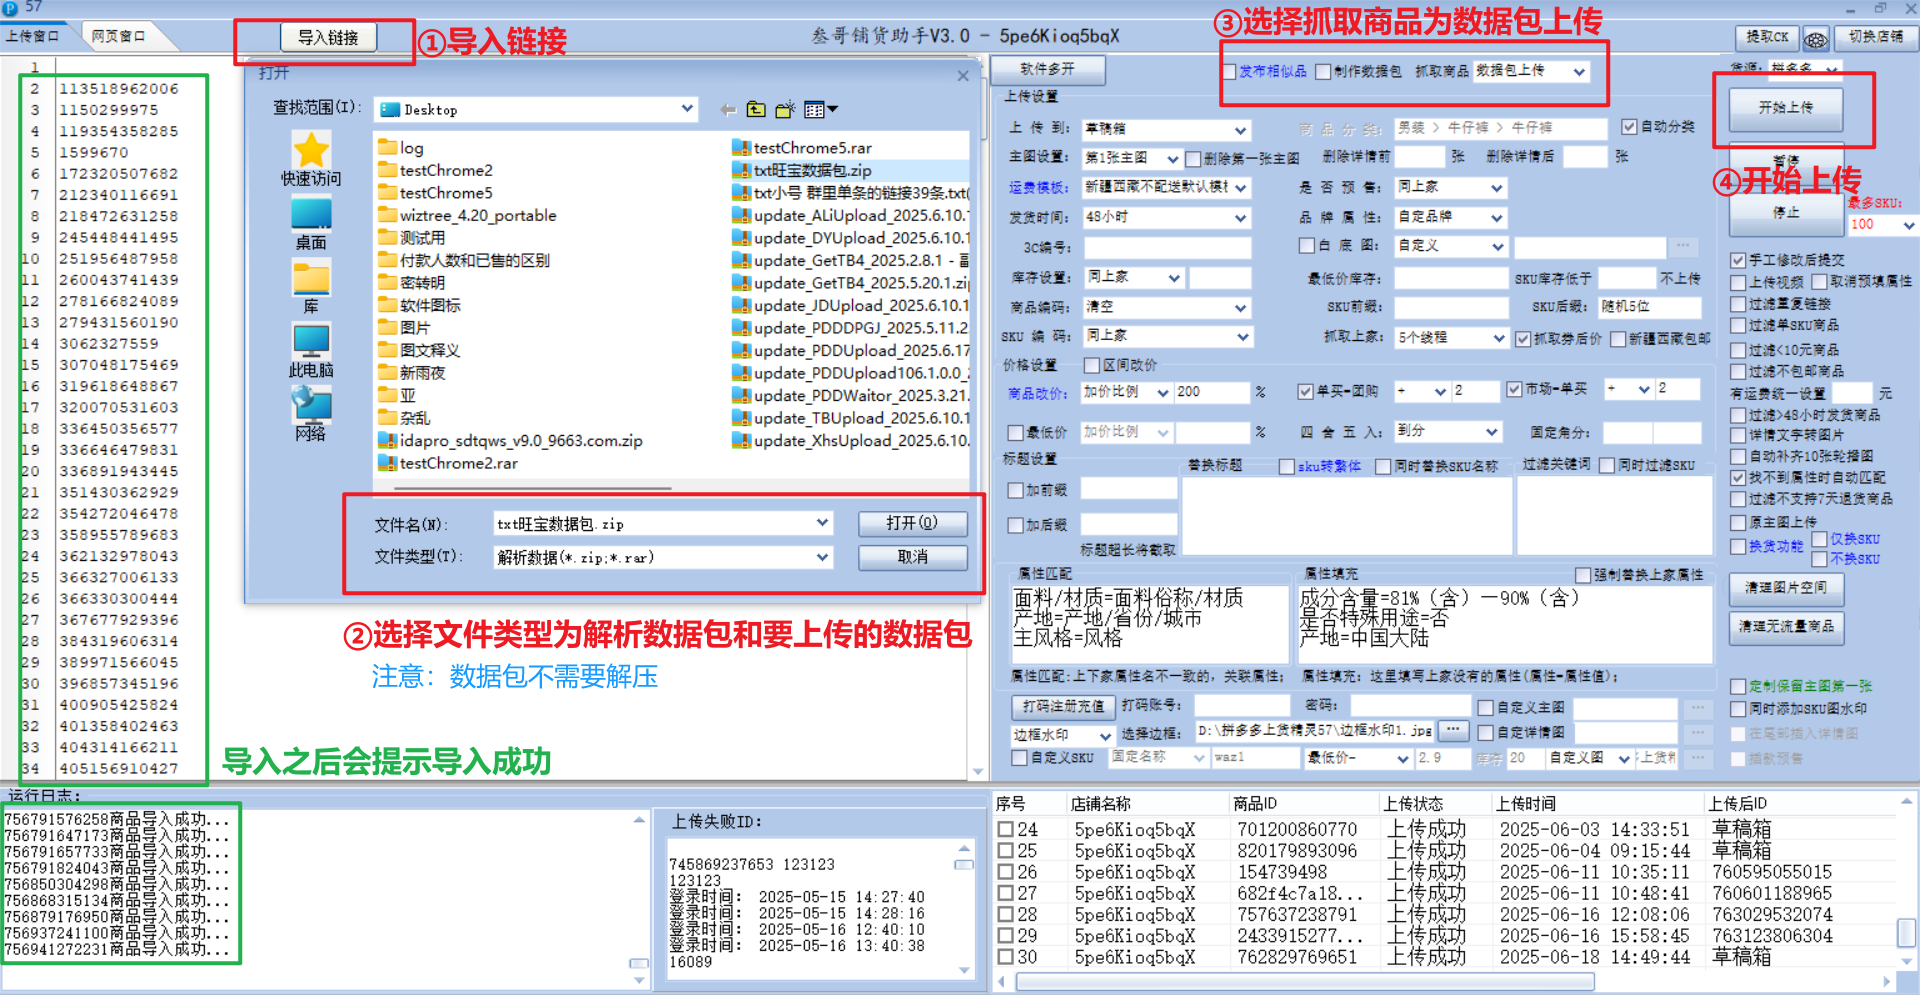 57
上传窗口
网页窗口
导入链接
①导入链接
叁哥铺货助手V3.0 - 5pe6Kioq5bqX
③选择抓取商品为数据包上传
提取CK
切换店铺
1
2 113518962006
3 1150299975
4 119354358285
5 1599670
6 172320507682
7 212340116691
8 218472631258
9 245448441495
10 251956487958
11 260043741439
12 278166824089
13 279431560190
14 3062327559
15 307048175469
16 319618648867
17 320070531603
18 336450356577
19 336646479831
20 336891943445
21 351430362929
22 354272046478
23 358955789683
24 362132978043
25 366327006133
26 366330300444
27 367677929396
28 384319606314
29 389971566045
30 396857345196
31 400905425824
32 401358402463
33 404314166211
34 405156910427
打开
查找范围(I):
Desktop
快速访问
桌面
库
此电脑
网络
log
testChrome2
testChrome5
wiztree_4.20_portable
测试用
付款人数和已售的区别
密转明
软件图标
图片
图文释义
新雨夜
亚
杂乱
idapro_sdtqws_v9.0_9663.com.zip
testChrome2.rar
testChrome5.rar
txt旺宝数据包.zip
txt小号 群里单条的链接39条.txt(
update_ALiUpload_2025.6.10.1
update_DYUpload_2025.6.10.1
update_GetTB4_2025.2.8.1 - 副
update_GetTB4_2025.5.20.1.zip
update_JDUpload_2025.6.10.1
update_PDDDPGJ_2025.5.11.2
update_PDDUpload_2025.6.17
update_PDDUpload106.1.0.0_2
update_PDDWaitor_2025.3.21.
update_TBUpload_2025.6.10.1
update_XhsUpload_2025.6.10.
文件名(N):
txt旺宝数据包.zip
打开(O)
文件类型(T):
解析数据(*.zip;*.rar)
取消
②选择文件类型为解析数据包和要上传的数据包
注意：数据包不需要解压
导入之后会提示导入成功
软件多开
发布相似品 制作数据包 抓取商品 数据包上传
货源: 拼多多
开始上传
暂停
④开始上传
停止
最多SKU:
100
上传设置
上 传 到: 草稿箱 商 品 分 类: 男装 > 牛仔裤 > 牛仔裤 自动分类
主图设置: 第1张主图 删除第一张主图 删除详情前 张 删除详情后 张
运费模板: 新疆西藏不配送默认模板 是 否 预 售: 同上家
发货时间: 48小时 品 牌 属 性: 自定品牌
3C编号: 白 底 图: 自定义 ...
库存设置: 同上家 最低价库存: SKU库存低于 不上传
商品编码: 清空 SKU前缀: SKU后缀: 随机5位
SKU 编 码: 同上家 抓取上家: 5个线程 抓取券后价 新疆西藏包邮
价格设置 区间改价
商品改价: 加价比例 200 % 单买-团购 + 2 市场-单买 + 2
最低价 加价比例 % 四 舍 五 入: 到分 固定角分:
标题设置 替换标题 sku转繁体 同时替换SKU名称 过滤关键词 同时过滤SKU
加前缀
加后缀
标题超长将截取
属性匹配
面料/材质=面料俗称/材质
产地=产地/省份/城市
主风格=风格
属性填充 强制替换上家属性
成分含量=81%（含）—90%（含）
是否特殊用途=否
产地=中国大陆
属性匹配:上下家属性名不一致的，关联属性; 属性填充：这里填写上家没有的属性(属性=属性值);
打码注册充值 打码账号: 密码: 自定义主图 ...
边框水印 选择边框: D:\拼多多上货精灵57\边框水印1.jpg ... 自定详情图 ...
自定义SKU 固定名称 waz1 最低价- 2.9 库存 20 自定义图 ...
手工修改后提交
上传视频 取消预填属性
过滤重复链接
过滤单SKU商品
过滤<10元商品
过滤不包邮商品
有运费统一设置 元
过滤>48小时发货商品
详情文字转图片
自动补齐10张轮播图
找不到属性时自动匹配
过滤不支持7天退货商品
原主图上传
换货功能 仅换SKU
不换SKU
清理图片空间
清理无流量商品
定制保留主图第一张
同时添加SKU图水印
在尾部插入详情图
插款预售
运行日志:
756791576258商品导入成功...
756791647173商品导入成功...
756791657733商品导入成功...
756791824043商品导入成功...
756850304298商品导入成功...
756868315134商品导入成功...
756879176950商品导入成功...
756937241100商品导入成功...
756941272231商品导入成功...
上传失败ID:
745869237653 123123
123123
登录时间: 2025-05-15 14:27:40
登录时间: 2025-05-15 14:28:16
登录时间: 2025-05-16 12:40:10
登录时间: 2025-05-16 13:40:38
16089
序号 店铺名称 商品ID 上传状态 上传时间 上传后ID
24 5pe6Kioq5bqX 701200860770 上传成功 2025-06-03 14:33:51 草稿箱
25 5pe6Kioq5bqX 820179893096 上传成功 2025-06-04 09:15:44 草稿箱
26 5pe6Kioq5bqX 154739498 上传成功 2025-06-11 10:35:11 760595055015
27 5pe6Kioq5bqX 682f4c7a18... 上传成功 2025-06-11 10:48:41 760601188965
28 5pe6Kioq5bqX 757637238791 上传成功 2025-06-16 12:08:06 763029532074
29 5pe6Kioq5bqX 2433915277... 上传成功 2025-06-16 15:58:45 763123806304
30 5pe6Kioq5bqX 762829769651 上传成功 2025-06-18 14:49:44 草稿箱